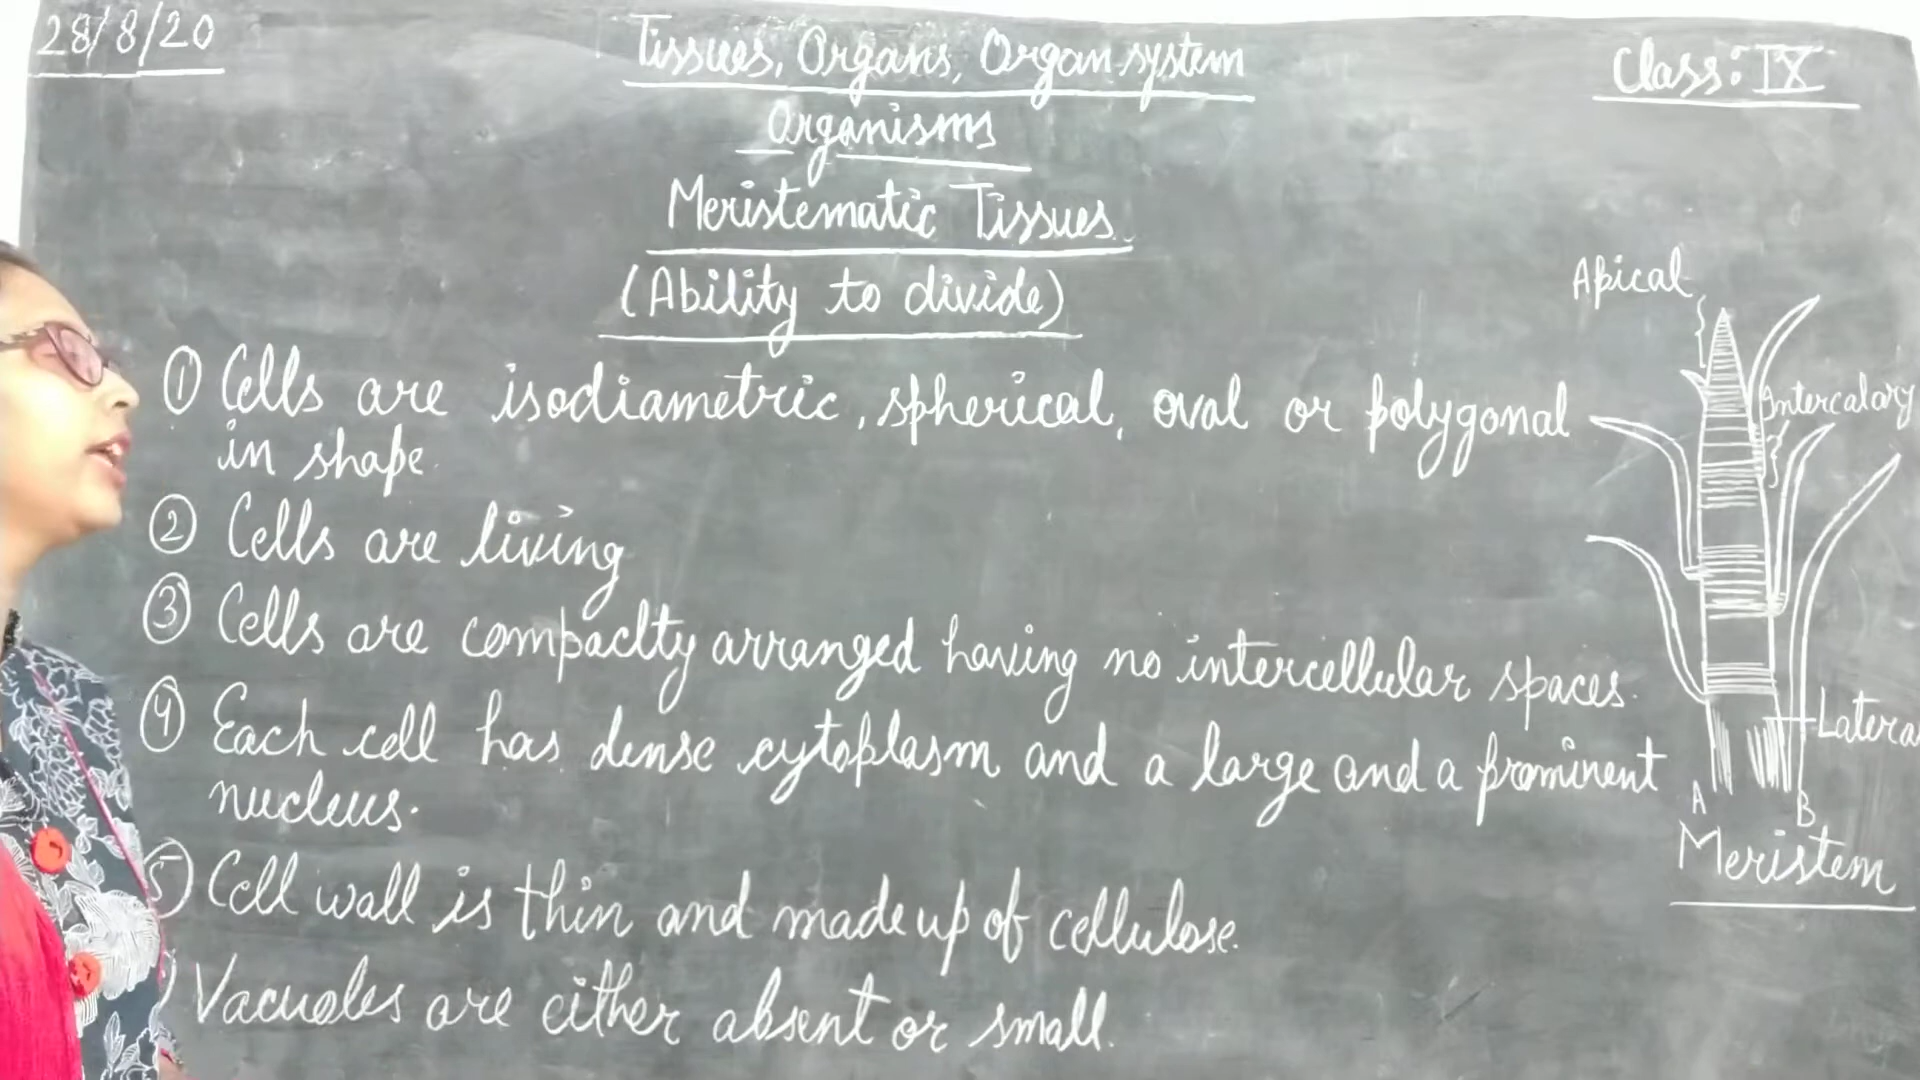 28/8/20
Tissues, Organs, Organ system
Class: IX
Organisms
Meristematic Tissues
(Ability to divide)
① Cells are isodiametric, spherical, oval or polygonal
in shape.
② Cells are living
③ Cells are compaclty arranged having no intercellular spaces.
④ Each cell has dense cytoplasm and a large and a prominent
nucleus.
⑤ Cell wall is thin and made up of cellulose.
) Vacuoles are either absent or small.
Apical
Intercalary
Latera
A B
Meristem